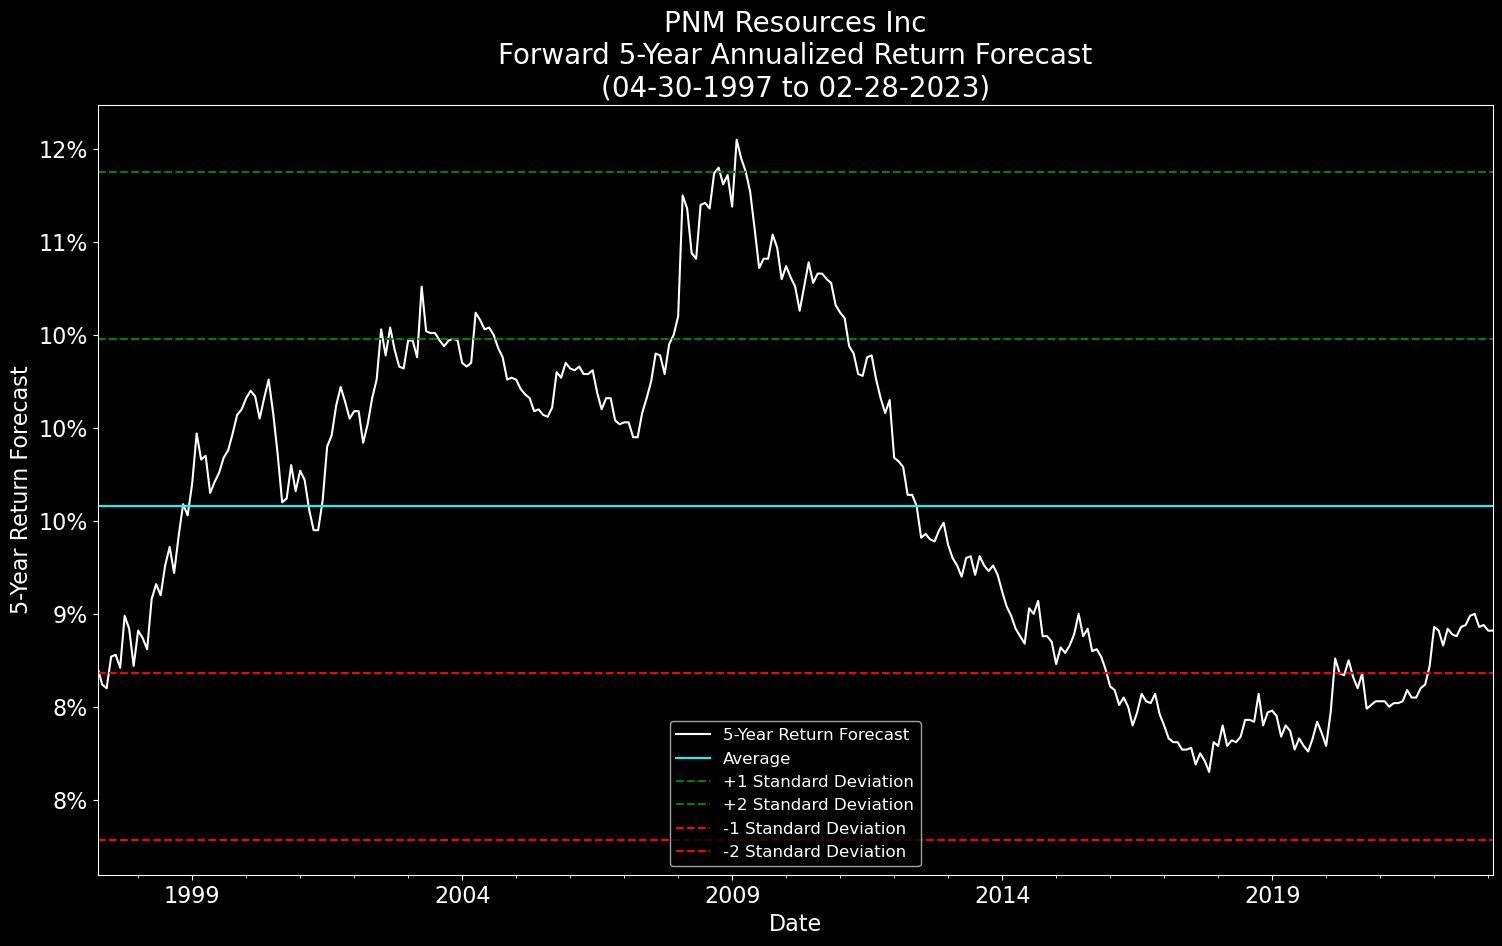 PNM Resources Inc
Forward 5-Year Annualized Return Forecast
(04-30-1997 to 02-28-2023)
5-Year Return Forecast
12%
11%
10%
10%
10%
9%
8%
8%
5-Year Return Forecast
Average
+1 Standard Deviation
+2 Standard Deviation
-1 Standard Deviation
-2 Standard Deviation
1999 2004 2009 2014 2019
Date